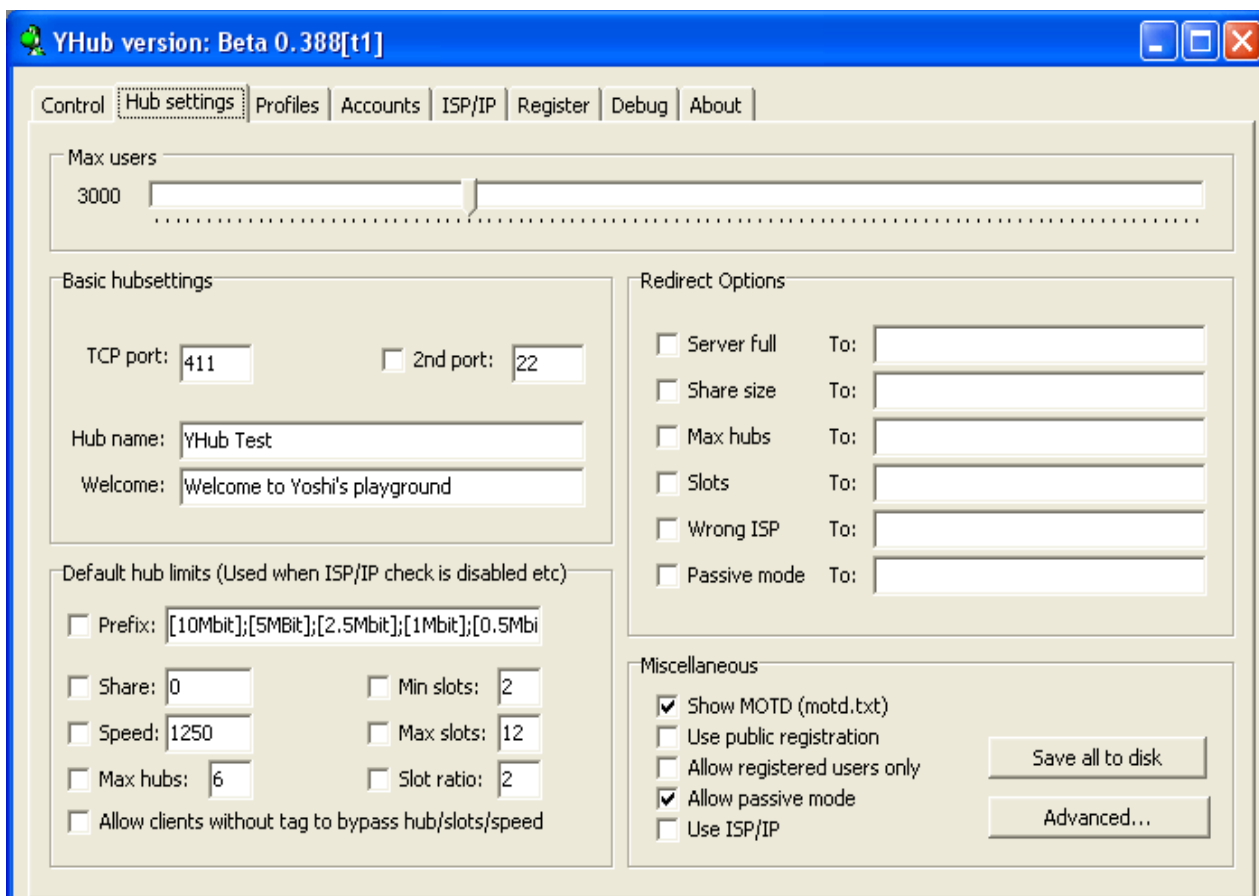 YHub version: Beta 0.388[t1]
Control Hub settings Profiles Accounts ISP/IP Register Debug About
Max users
3000
Basic hubsettings
TCP port: 411 2nd port: 22
Hub name: YHub Test
Welcome: Welcome to Yoshi's playground
Default hub limits (Used when ISP/IP check is disabled etc)
Prefix: [10Mbit];[5MBit];[2.5Mbit];[1Mbit];[0.5Mbi
Share: 0 Min slots: 2
Speed: 1250 Max slots: 12
Max hubs: 6 Slot ratio: 2
Allow clients without tag to bypass hub/slots/speed
Redirect Options
Server full To:
Share size To:
Max hubs To:
Slots To:
Wrong ISP To:
Passive mode To:
Miscellaneous
Show MOTD (motd.txt)
Use public registration
Allow registered users only
Allow passive mode
Use ISP/IP
Save all to disk
Advanced...